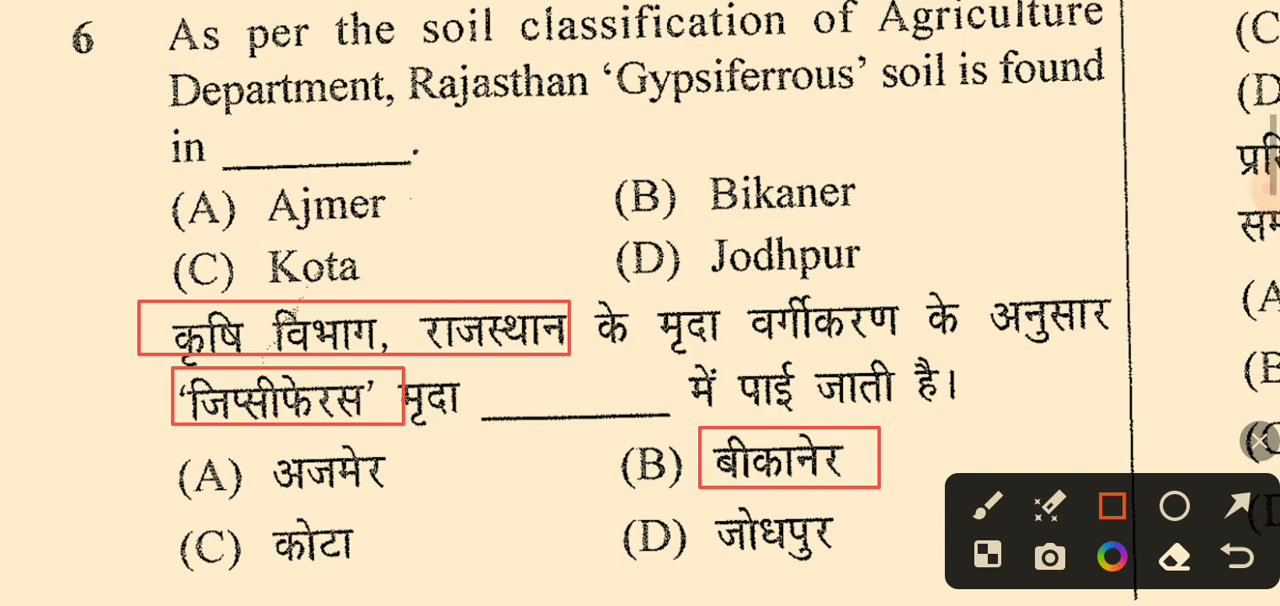 6 As per the soil classification of Agriculture
Department, Rajasthan ‘Gypsiferrous’ soil is found
in ________.
(A) Ajmer (B) Bikaner
(C) Kota (D) Jodhpur
कृषि विभाग, राजस्थान के मृदा वर्गीकरण के अनुसार
‘जिप्सीफेरस’ मृदा ________ में पाई जाती है।
(A) अजमेर (B) बीकानेर
(C) कोटा (D) जोधपुर
(C
(D
(A
(B